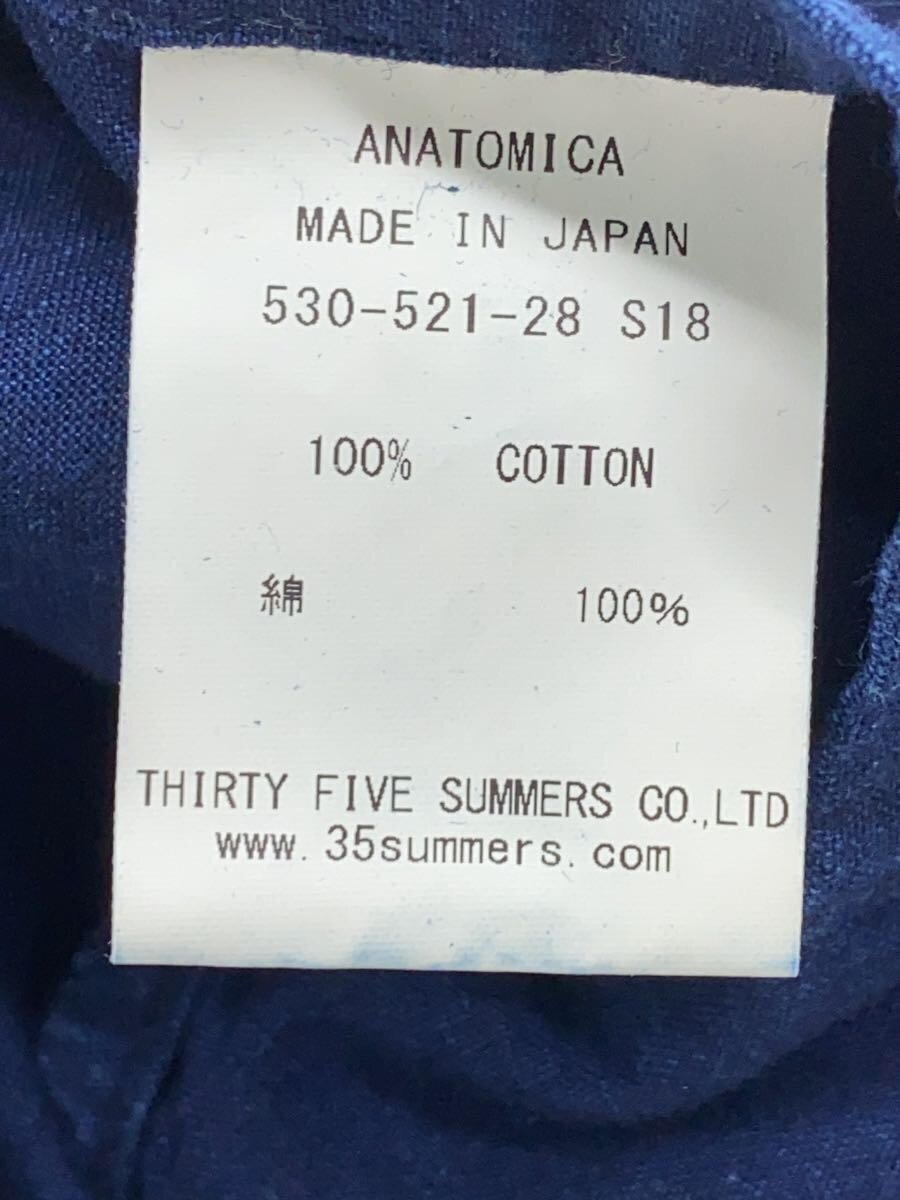 ANATOMICA
MADE IN JAPAN
530-521-28 S18
100% COTTON
綿 100%
THIRTY FIVE SUMMERS CO.,LTD
www.35summers.com